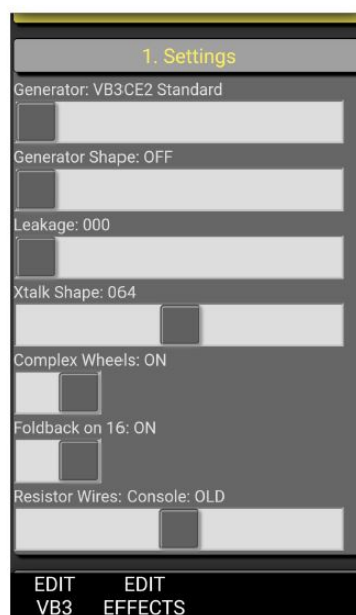 1. Settings
Generator: VB3CE2 Standard
Generator Shape: OFF
Leakage: 000
Xtalk Shape: 064
Complex Wheels: ON
Foldback on 16: ON
Resistor Wires: Console: OLD
EDIT EDIT
VB3 EFFECTS